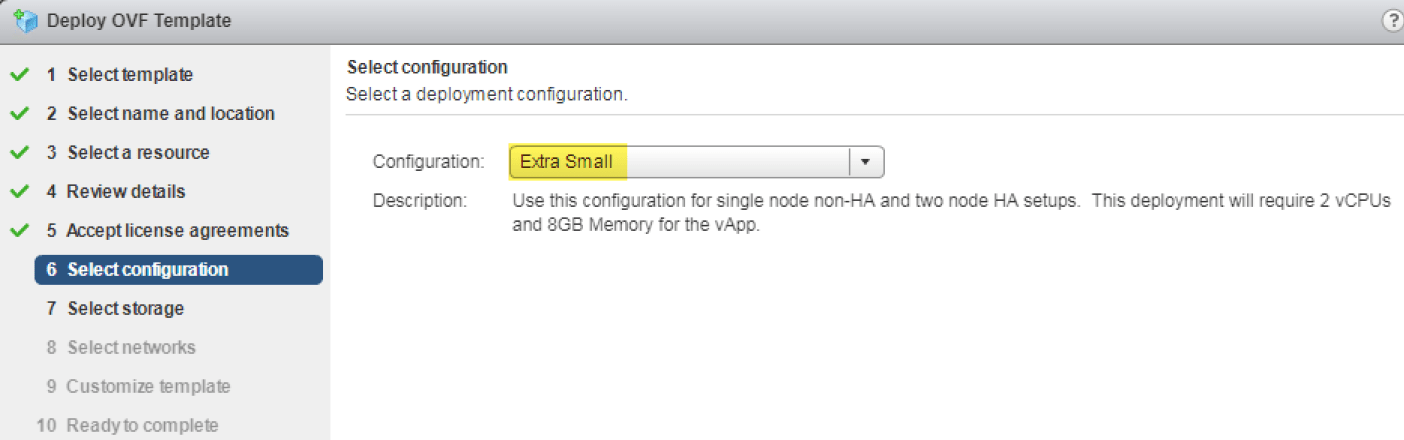 Deploy OVF Template
?
1 Select template
2 Select name and location
3 Select a resource
4 Review details
5 Accept license agreements
6 Select configuration
7 Select storage
8 Select networks
9 Customize template
10 Ready to complete
Select configuration
Select a deployment configuration.
Configuration: Extra Small
Description: Use this configuration for single node non-HA and two node HA setups. This deployment will require 2 vCPUs
and 8GB Memory for the vApp.